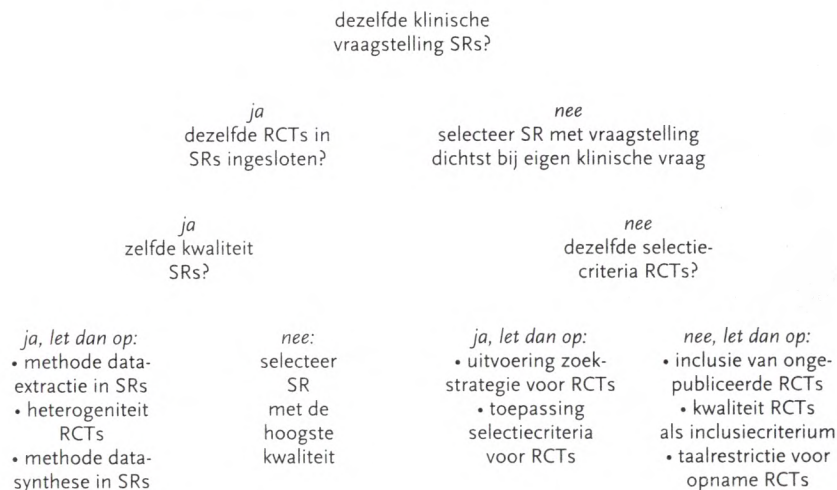 dezelfde klinische
vraagstelling SRs?
ja
dezelfde RCTs in
SRs ingesloten?
nee
selecteer SR met vraagstelling
dichtst bij eigen klinische vraag
ja
zelfde kwaliteit
SRs?
nee
dezelfde selectie-
criteria RCTs?
ja, let dan op:
• methode data-
extractie in SRs
• heterogeniteit
RCTs
• methode data-
synthese in SRs
nee:
selecteer
SR
met de
hoogste
kwaliteit
ja, let dan op:
• uitvoering zoek-
strategie voor RCTs
• toepassing
selectiecriteria
voor RCTs
nee, let dan op:
• inclusie van onge-
publiceerde RCTs
• kwaliteit RCTs
als inclusiecriterium
• taalrestrictie voor
opname RCTs